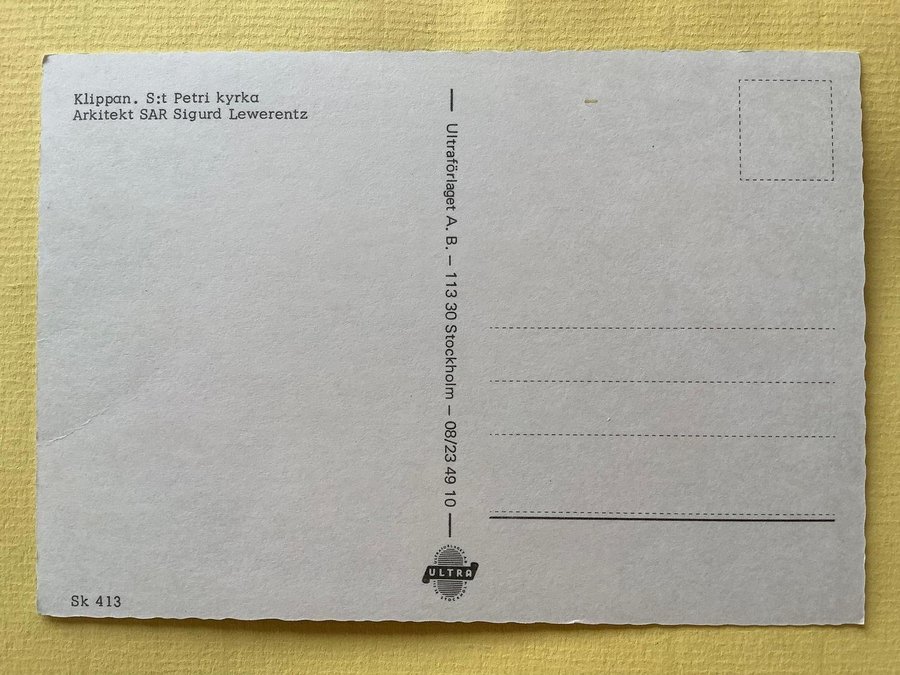 Klippan. S:t Petri kyrka
Arkitekt SAR Sigurd Lewerentz
Ultraförlaget A. B. — 113 30 Stockholm — 08/23 49 10
ULTRA
Sk 413